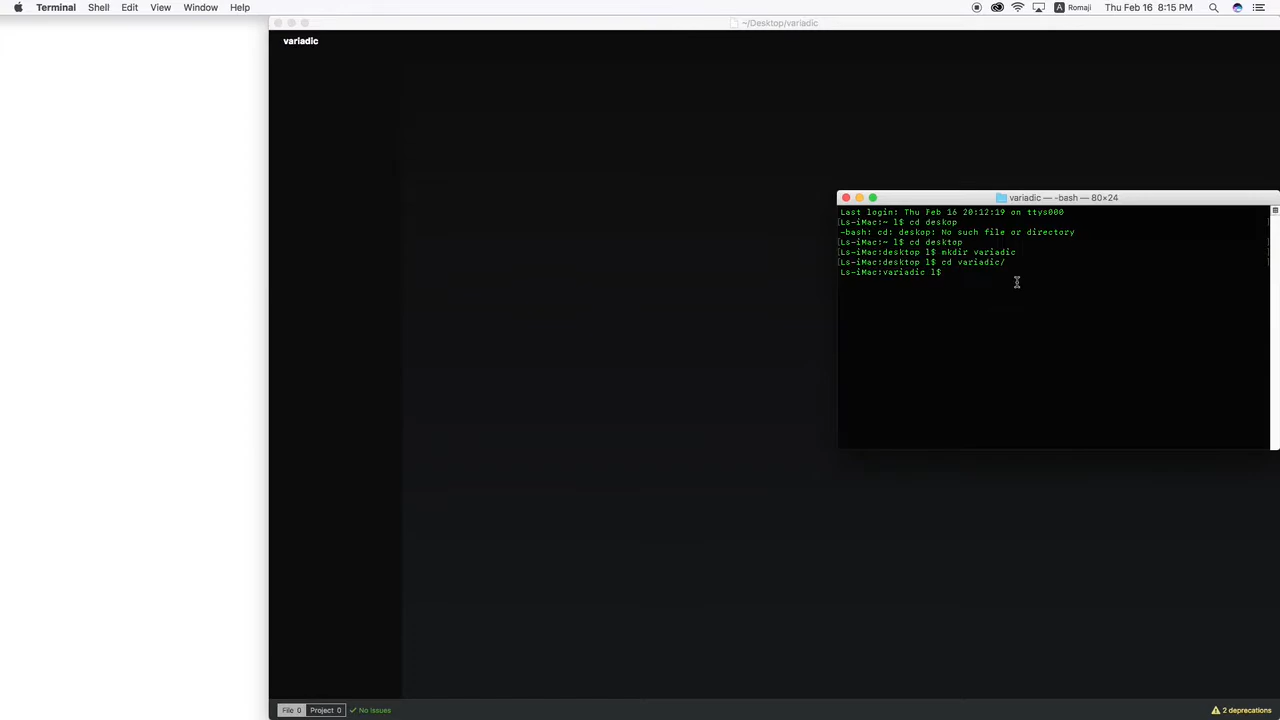 Terminal Shell Edit View Window Help
A Romaji Thu Feb 16 8:15 PM
~/Desktop/variadic
variadic
variadic — -bash — 80×24
Last login: Thu Feb 16 20:12:19 on ttys000
[Ls-iMac:~ l$ cd deskop ]
-bash: cd: deskop: No such file or directory
[Ls-iMac:~ l$ cd desktop ]
[Ls-iMac:desktop l$ mkdir variadic ]
[Ls-iMac:desktop l$ cd variadic/ ]
Ls-iMac:variadic l$
File 0 Project 0 No Issues
2 deprecations